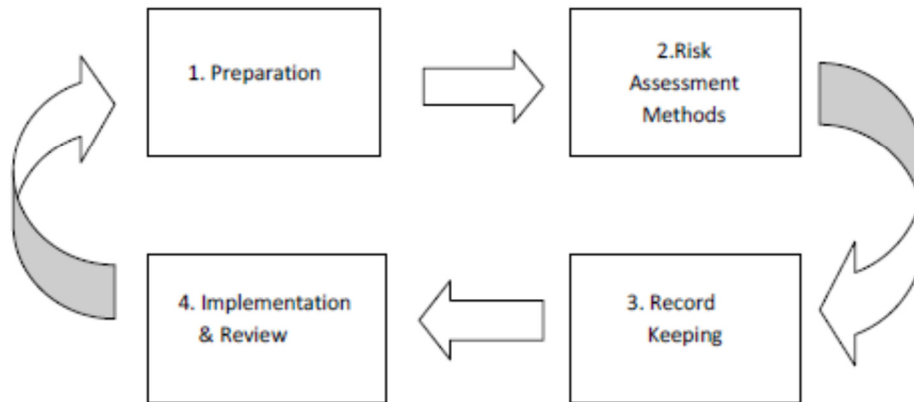 1. Preparation
2.Risk
Assessment
Methods
3. Record
Keeping
4. Implementation
& Review